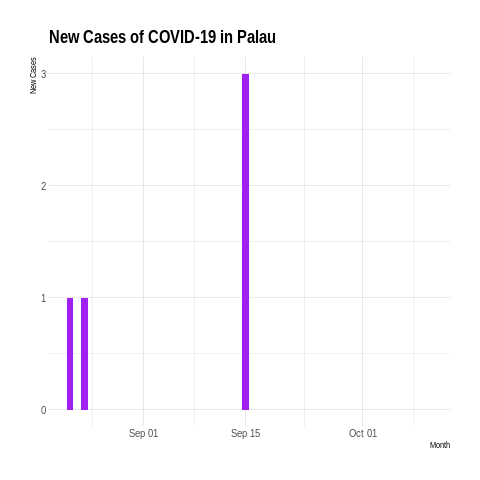 New Cases of COVID-19 in Palau
New Cases
3
2
1
0
Sep 01
Sep 15
Oct 01
Month